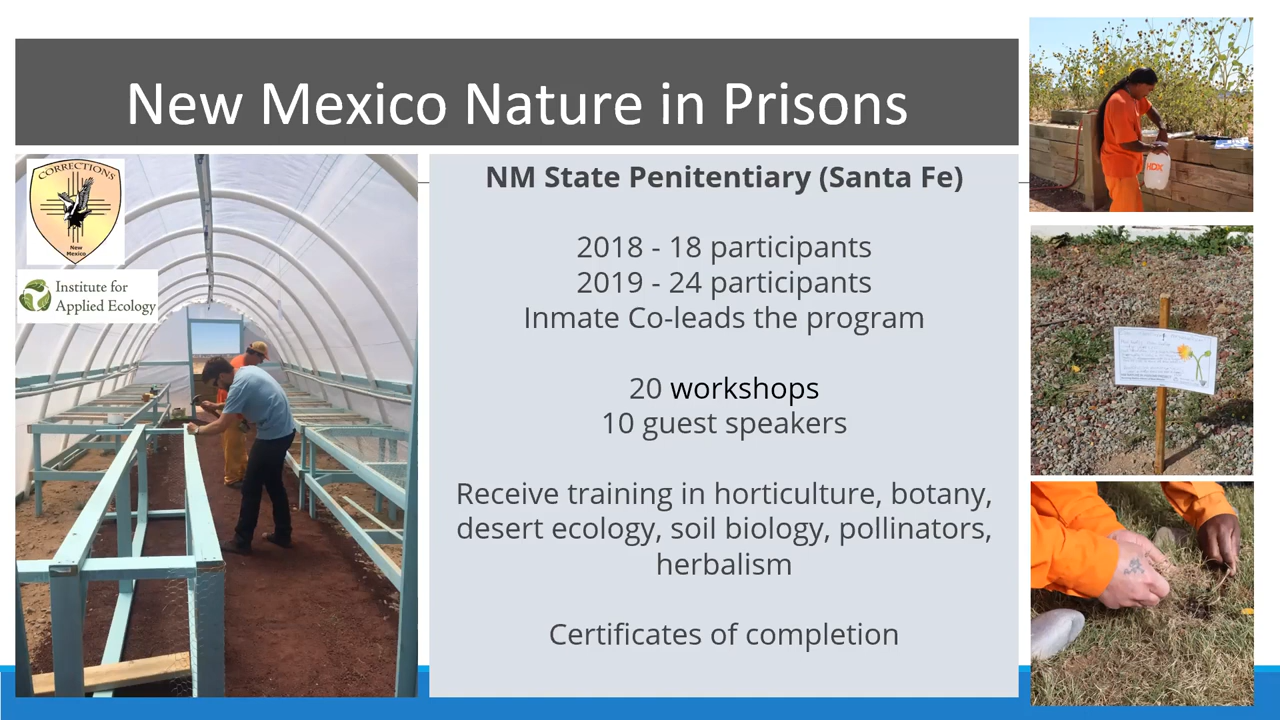 New Mexico Nature in Prisons
CORRECTIONS
New
Mexico
Institute for
Applied Ecology
NM State Penitentiary (Santa Fe)
2018 - 18 participants
2019 - 24 participants
Inmate Co-leads the program
20 workshops
10 guest speakers
Receive training in horticulture, botany,
desert ecology, soil biology, pollinators,
herbalism
Certificates of completion
HDX